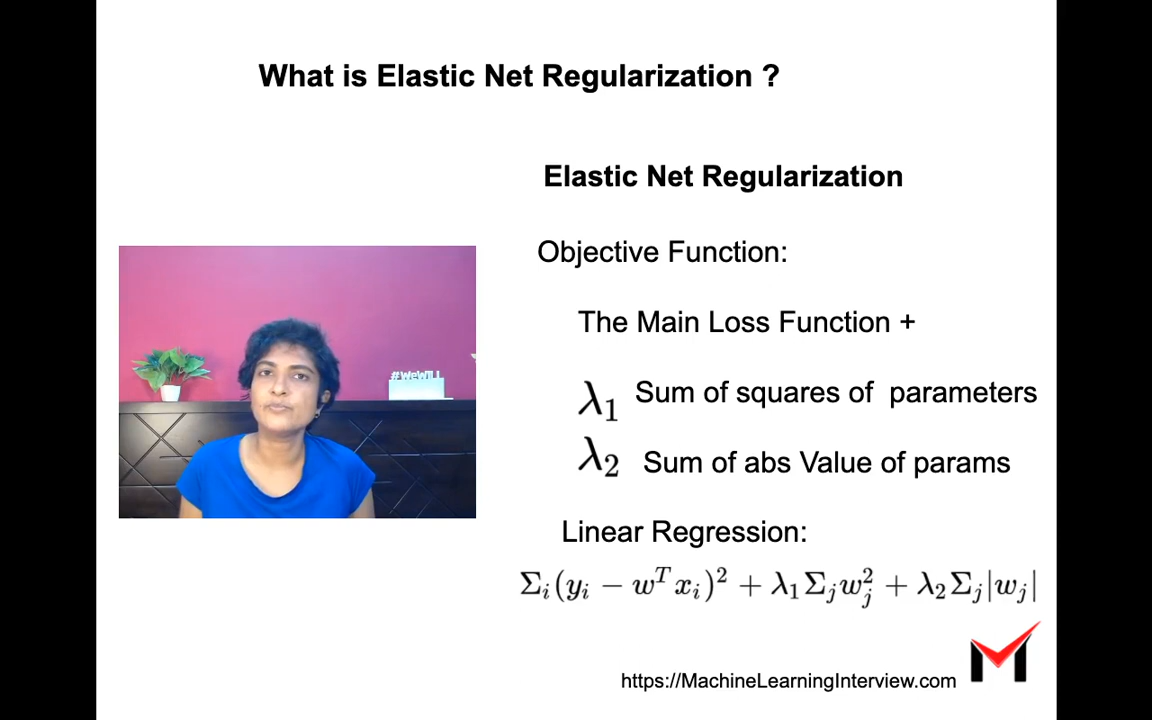 What is Elastic Net Regularization ?
Elastic Net Regularization
Objective Function:
The Main Loss Function +
λ₁ Sum of squares of parameters
λ₂ Sum of abs Value of params
Linear Regression:
Σᵢ(yᵢ − wᵀxᵢ)² + λ₁Σⱼwⱼ² + λ₂Σⱼ|wⱼ|
https://MachineLearningInterview.com
#WeWiLL